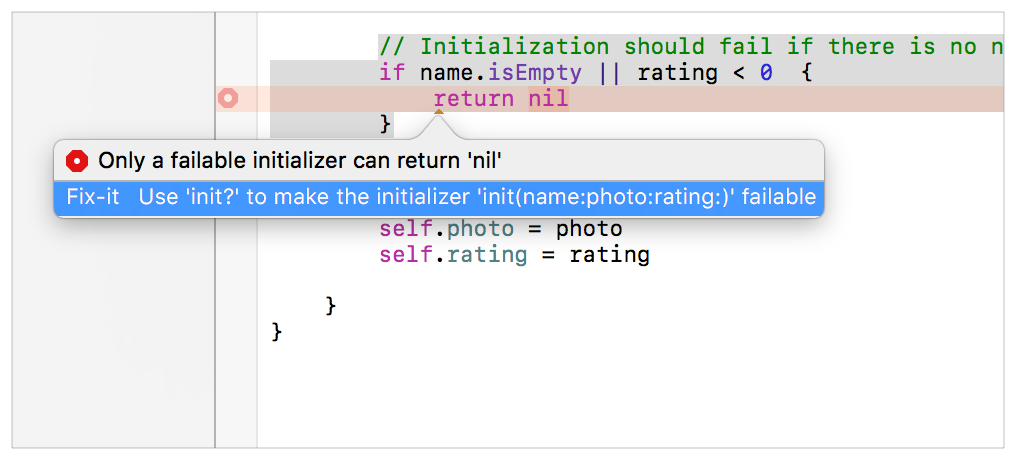 // Initialization should fail if there is no n
if name.isEmpty || rating < 0  {
return nil
}
Only a failable initializer can return 'nil'
Fix-it Use 'init?' to make the initializer 'init(name:photo:rating:)' failable
self.photo = photo
self.rating = rating
}
}